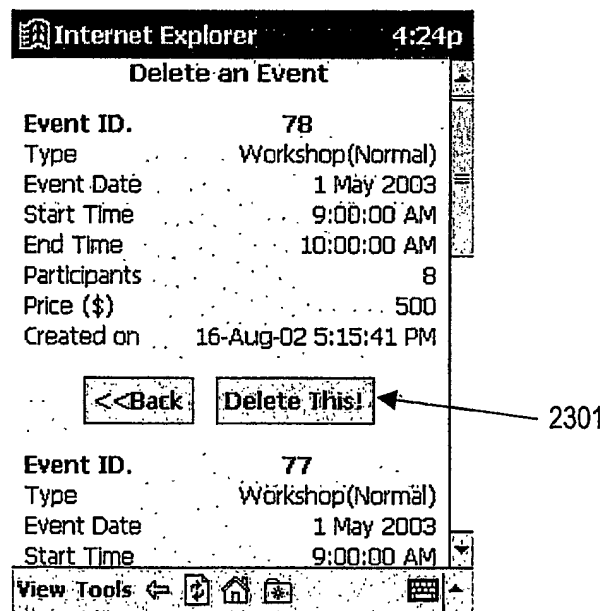 Internet Explorer 4:24p
Delete an Event
Event ID. 78
Type Workshop(Normal)
Event Date 1 May 2003
Start Time 9:00:00 AM
End Time 10:00:00 AM
Participants 8
Price ($) 500
Created on 16-Aug-02 5:15:41 PM
<<Back Delete This!
2301
Event ID. 77
Type Workshop(Normal)
Event Date 1 May 2003
Start Time 9:00:00 AM
View Tools